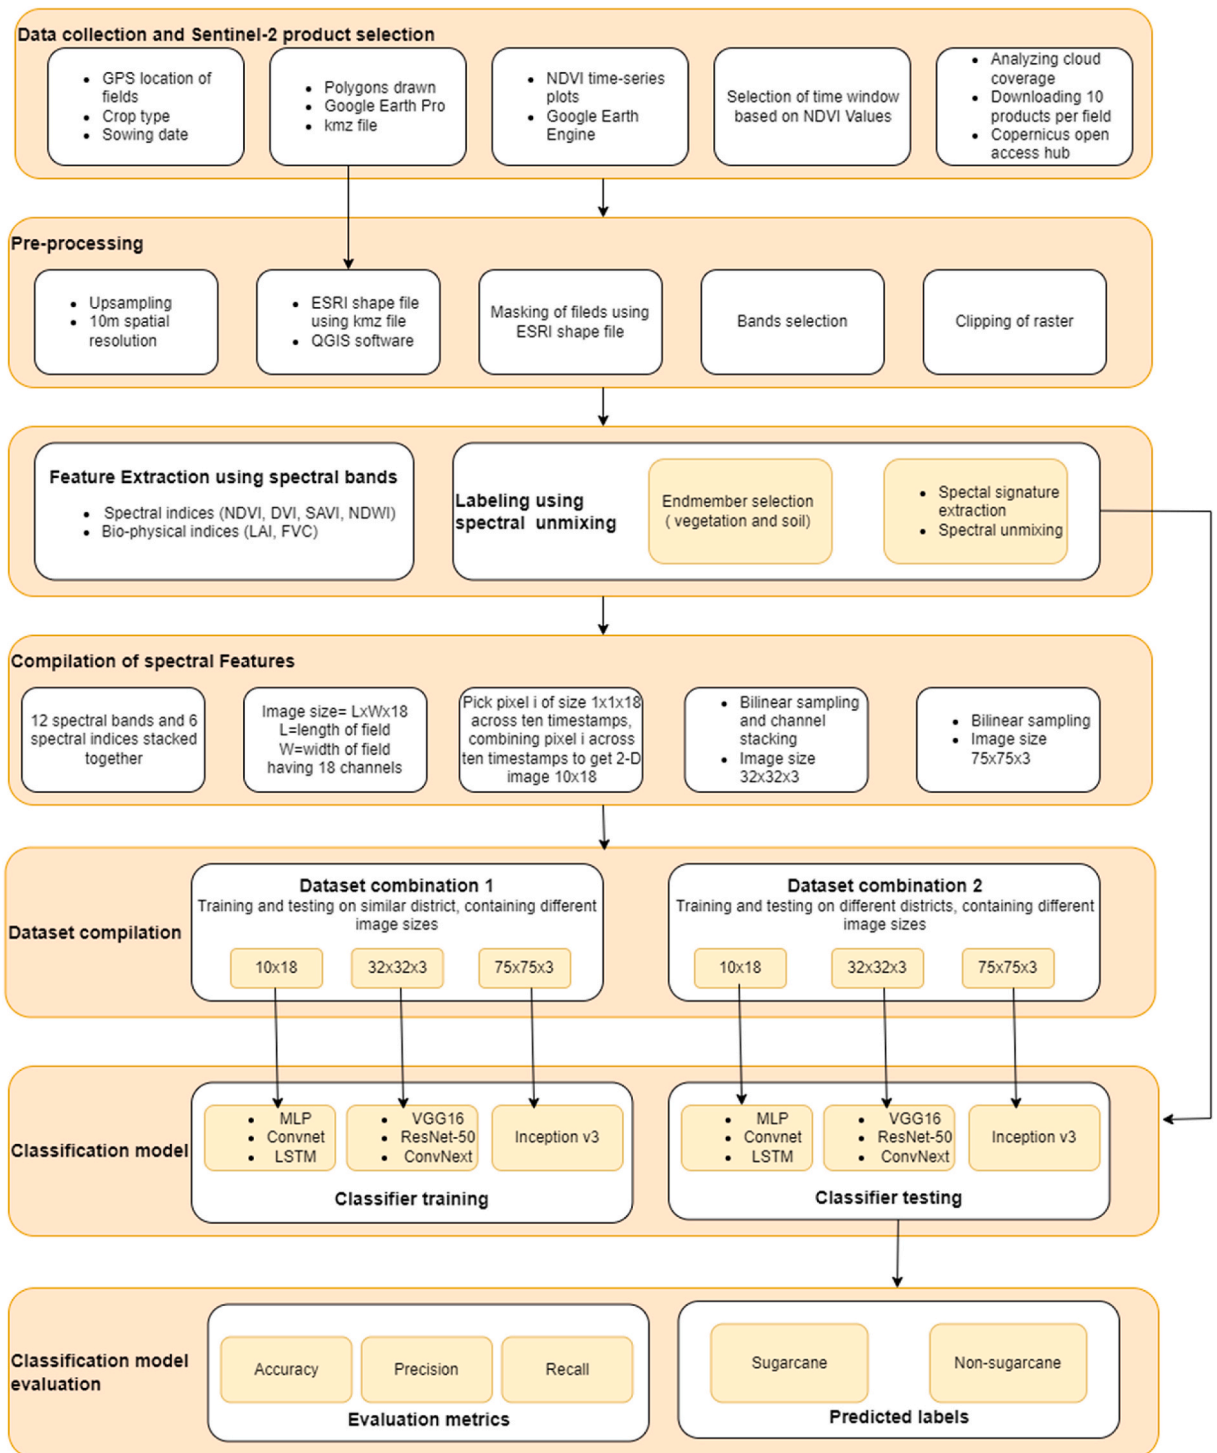 Data collection and Sentinel-2 product selection
GPS location of
fields
Crop type
Sowing date
Polygons drawn
Google Earth Pro
kmz file
NDVI time-series
plots
Google Earth
Engine
Selection of time window
based on NDVI Values
Analyzing cloud
coverage
Downloading 10
products per field
Copernicus open
access hub
Pre-processing
Upsampling
10m spatial
resolution
ESRI shape file
using kmz file
QGIS software
Masking of fileds using
ESRI shape file
Bands selection
Clipping of raster
Feature Extraction using spectral bands
Spectral indices (NDVI, DVI, SAVI, NDWI)
Bio-physical indices (LAI, FVC)
Labeling using
spectral unmixing
Endmember selection
( vegetation and soil)
Spectal signature
extraction
Spectral unmixing
Compilation of spectral Features
12 spectral bands and 6
spectral indices stacked
together
Image size= LxWx18
L=length of field
W=width of field
having 18 channels
Pick pixel i of size 1x1x18
across ten timestamps,
combining pixel i across
ten timestamps to get 2-D
image 10x18
Bilinear sampling
and channel
stacking
Image size
32x32x3
Bilinear sampling
Image size
75x75x3
Dataset compilation
Dataset combination 1
Training and testing on similar district, containing different
image sizes
10x18
32x32x3
75x75x3
Dataset combination 2
Training and testing on different districts, containing different
image sizes
10x18
32x32x3
75x75x3
Classification model
MLP
Convnet
LSTM
VGG16
ResNet-50
ConvNext
Inception v3
Classifier training
MLP
Convnet
LSTM
VGG16
ResNet-50
ConvNext
Inception v3
Classifier testing
Classification model
evaluation
Accuracy
Precision
Recall
Evaluation metrics
Sugarcane
Non-sugarcane
Predicted labels